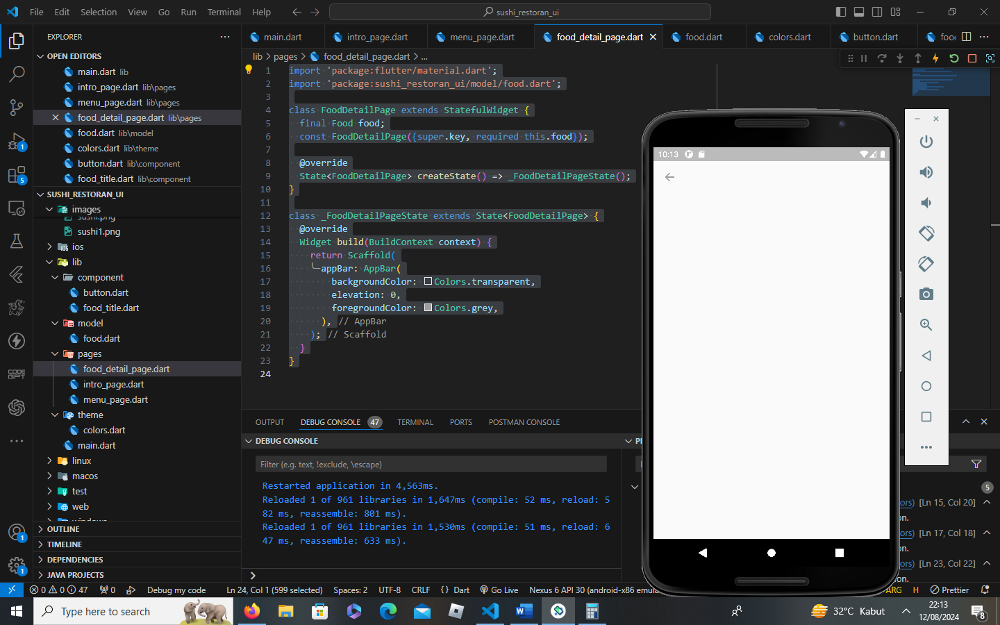 File Edit Selection View Go Run Terminal Help
sushi_restoran_ui
EXPLORER
OPEN EDITORS
main.dart lib
intro_page.dart lib\pages
menu_page.dart lib\pages
food_detail_page.dart lib\pages
food.dart lib\model
colors.dart lib\theme
button.dart lib\component
food_title.dart lib\component
SUSHI_RESTORAN_UI
images
sushi.png
sushi1.png
ios
lib
component
button.dart
food_title.dart
model
food.dart
pages
food_detail_page.dart
intro_page.dart
menu_page.dart
theme
colors.dart
main.dart
linux
macos
test
web
windows
OUTLINE
TIMELINE
DEPENDENCIES
JAVA PROJECTS
main.dart intro_page.dart menu_page.dart food_detail_page.dart food.dart colors.dart button.dart
lib > pages > food_detail_page.dart > ...
1 import 'package:flutter/material.dart';
2 import 'package:sushi_restoran_ui/model/food.dart';
3
4 class FoodDetailPage extends StatefulWidget {
5 final Food food;
6 const FoodDetailPage({super.key, required this.food});
7
8 @override
9 State<FoodDetailPage> createState() => _FoodDetailPageState();
10 }
11
12 class _FoodDetailPageState extends State<FoodDetailPage> {
13 @override
14 Widget build(BuildContext context) {
15 return Scaffold(
16 appBar: AppBar(
17 backgroundColor: Colors.transparent,
18 elevation: 0,
19 foregroundColor: Colors.grey,
20 ), // AppBar
21 ); // Scaffold
22 }
23 }
24
OUTPUT DEBUG CONSOLE 47 TERMINAL PORTS POSTMAN CONSOLE
DEBUG CONSOLE
Filter (e.g. text, !exclude, \escape)
Restarted application in 4,563ms.
Reloaded 1 of 961 libraries in 1,647ms (compile: 52 ms, reload: 5
82 ms, reassemble: 801 ms).
Reloaded 1 of 961 libraries in 1,530ms (compile: 51 ms, reload: 6
47 ms, reassemble: 633 ms).
10:13
5
[Ln 15, Col 20]
[Ln 17, Col 18]
[Ln 23, Col 22]
CODE GPT
1
5
1
1
0 0 47 0 Debug my code Ln 24, Col 1 (599 selected) Spaces: 2 UTF-8 CRLF {} Dart Go Live Nexus 6 API 30 (android-x86 ARG H Prettier
Type here to search
32°C Kabut
22:13
12/08/2024
8